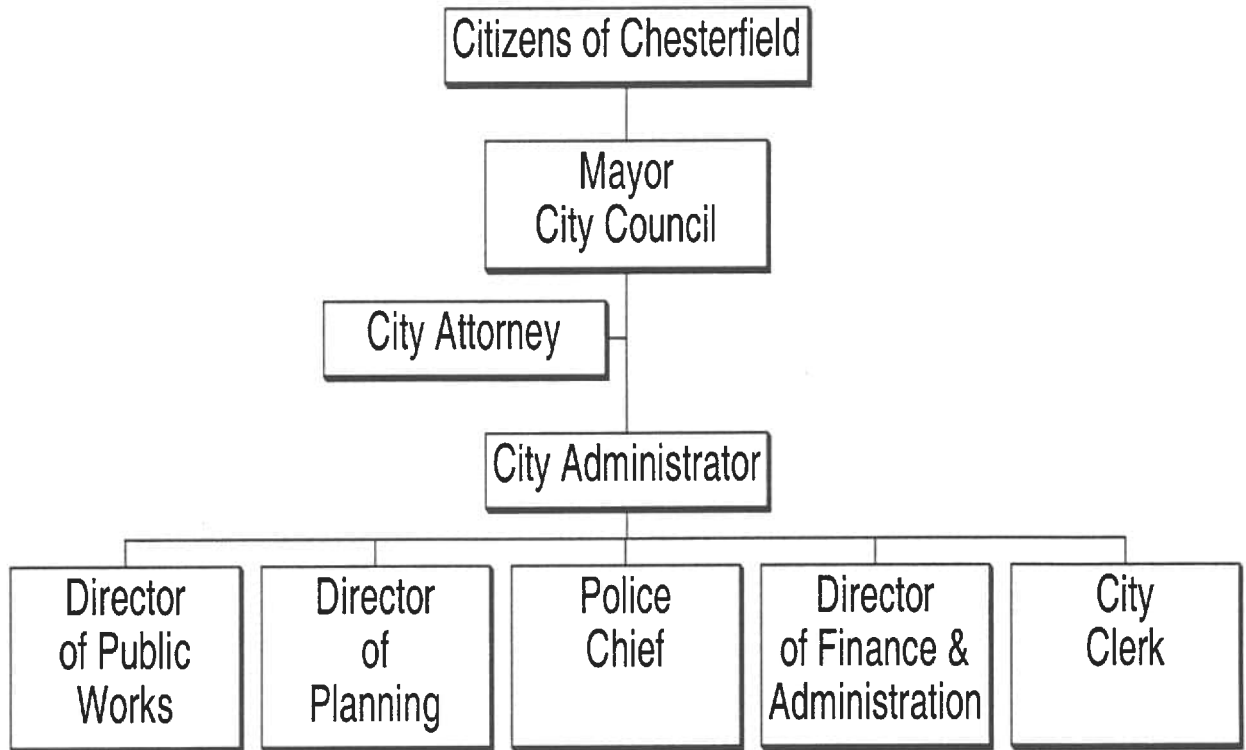 Citizens of Chesterfield
Mayor
City Council
City Attorney
City Administrator
Director
of Public
Works
Director
of
Planning
Police
Chief
Director
of Finance &
Administration
City
Clerk